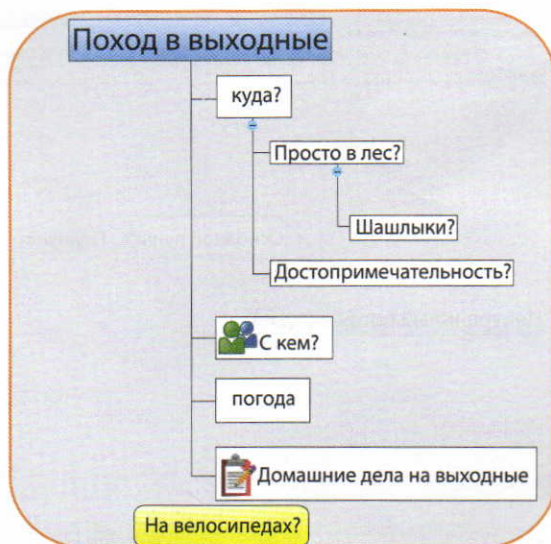 Поход в выходные
куда?
Просто в лес?
Шашлыки?
Достопримечательность?
С кем?
погода
Домашние дела на выходные
На велосипедах?